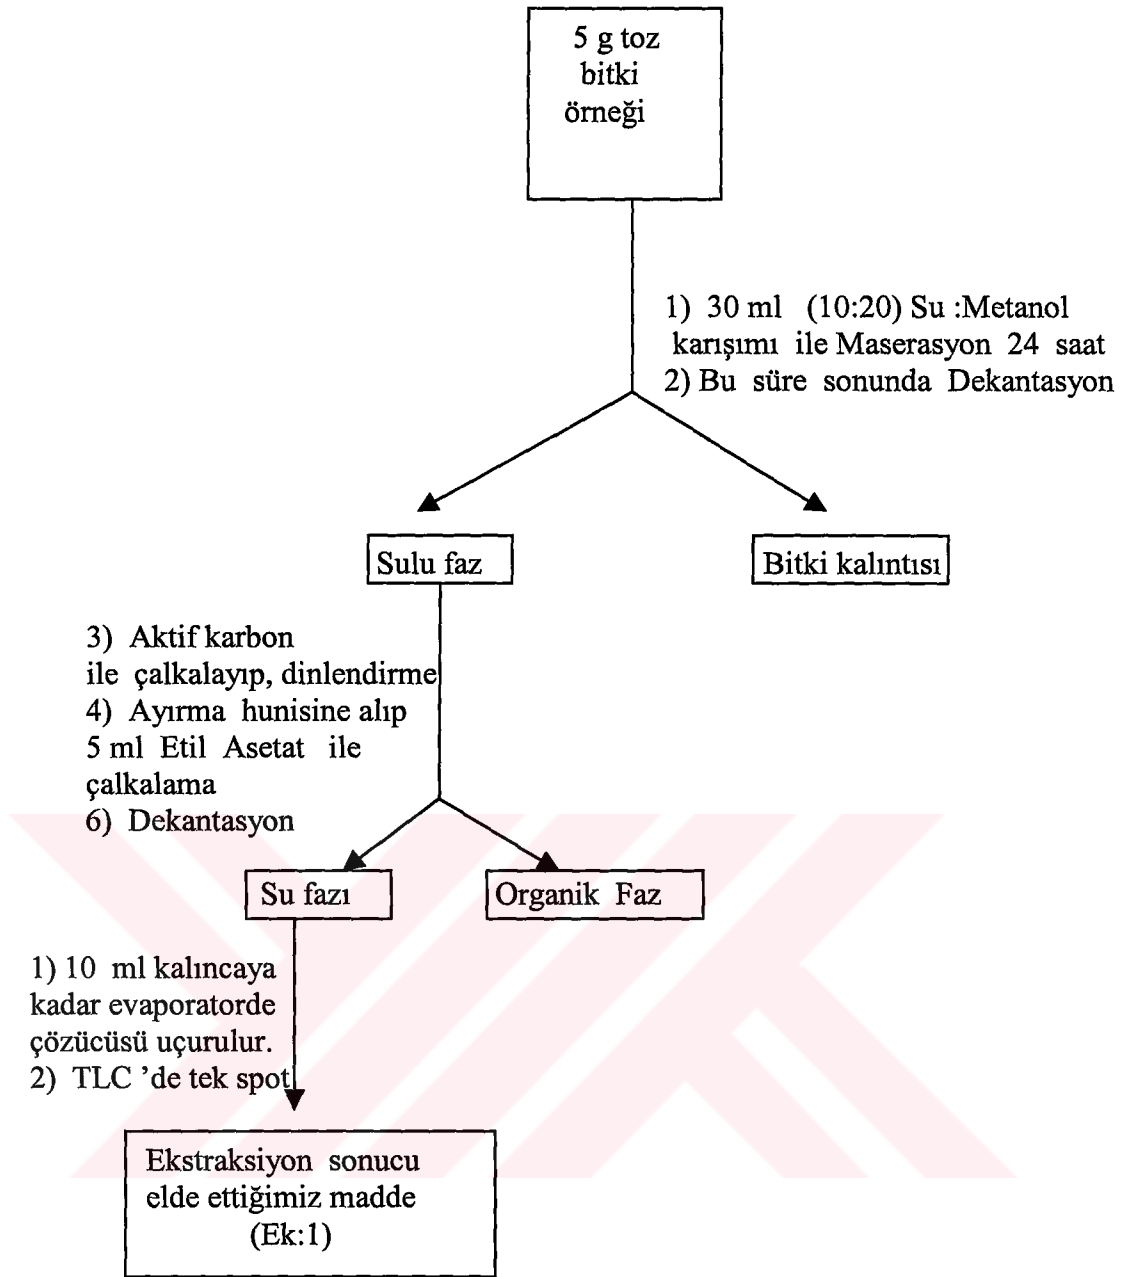 5 g toz
bitki
örneği
1) 30 ml (10:20) Su :Metanol
karışımı ile Maserasyon 24 saat
2) Bu süre sonunda Dekantasyon
Sulu faz
Bitki kalıntısı
3) Aktif karbon
ile çalkalayıp, dinlendirme
4) Ayırma hunisine alıp
5 ml Etil Asetat ile
çalkalama
6) Dekantasyon
Su fazı
Organik Faz
1) 10 ml kalıncaya
kadar evaporatorde
çözücüsü uçurulur.
2) TLC ’de tek spot
Ekstraksiyon sonucu
elde ettiğimiz madde
(Ek:1)